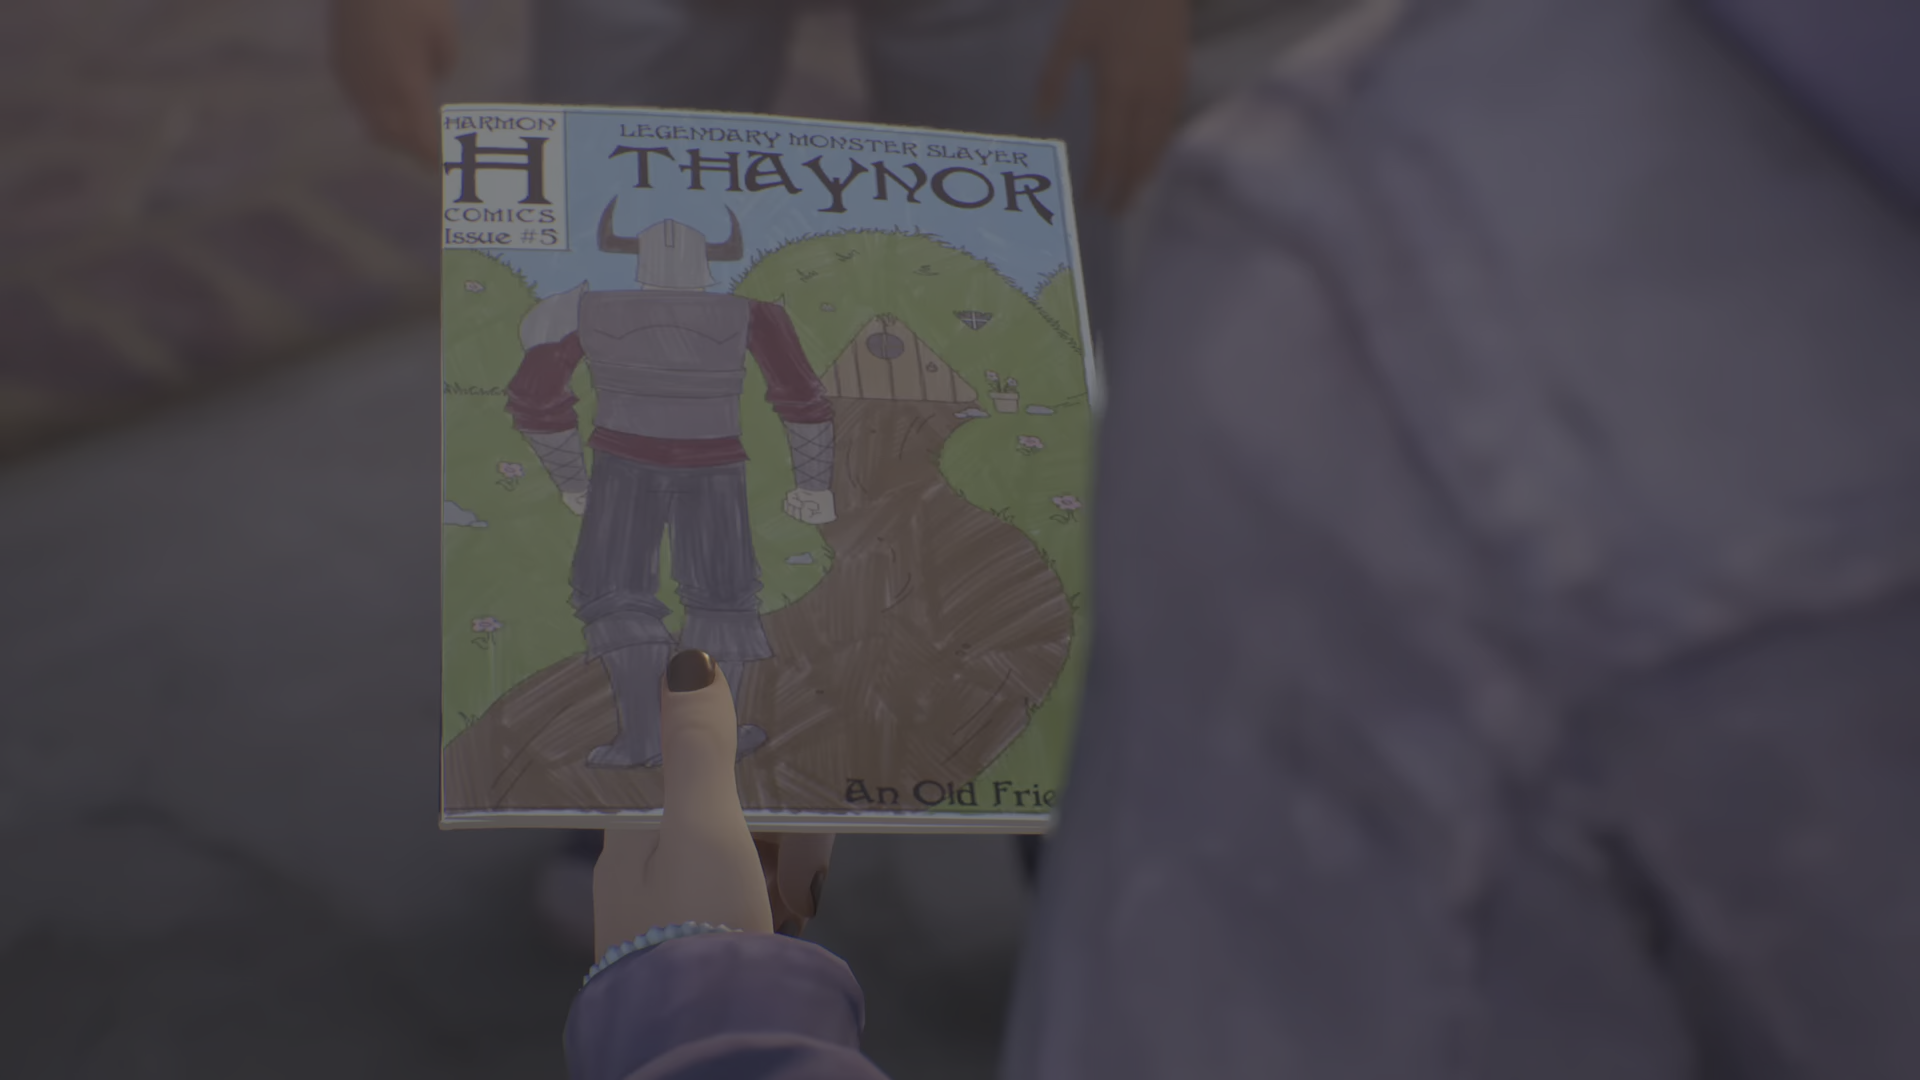 HARMON
H
COMICS
Issue #5
LEGENDARY MONSTER SLAYER
THAYNOR
An Old Frie